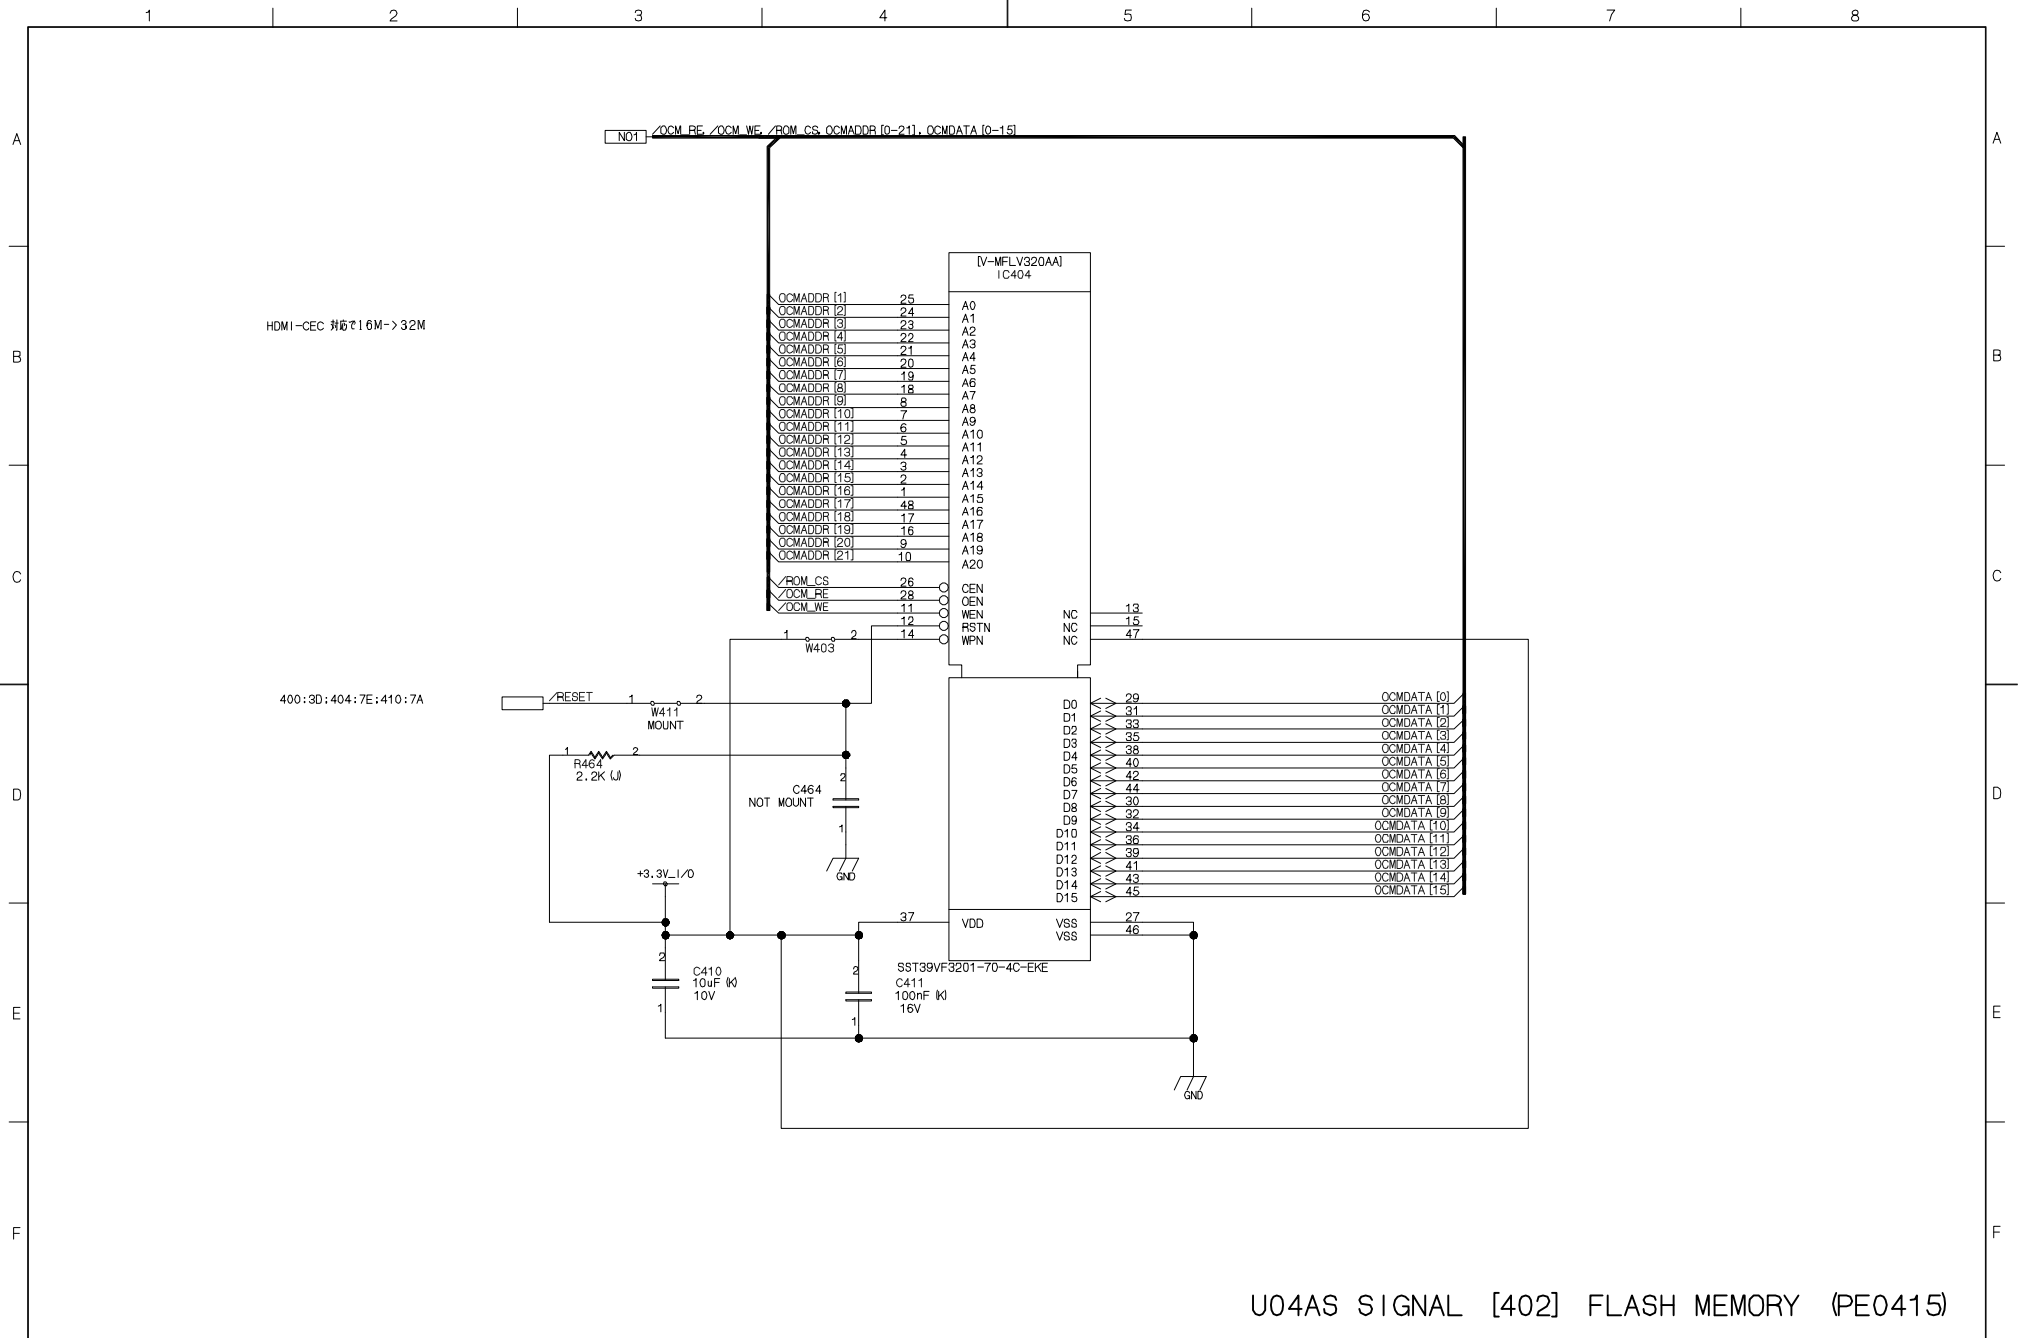 1 2 3 4 5 6 7 8
A A
N01 /OCM_RE, /OCM_WE, /ROM_CS, OCMADDR [0-21], OCMDATA [0-15]
[V-MFLV320AA]
IC404
OCMADDR [1] 25 A0
OCMADDR [2] 24 A1
OCMADDR [3] 23 A2
HDMI-CEC 対応で16M->32M
OCMADDR [4] 22 A3
OCMADDR [5] 21 A4
B B
OCMADDR [6] 20 A5
OCMADDR [7] 19 A6
OCMADDR [8] 18 A7
OCMADDR [9] 8 A8
OCMADDR [10] 7 A9
OCMADDR [11] 6 A10
OCMADDR [12] 5 A11
OCMADDR [13] 4 A12
OCMADDR [14] 3 A13
OCMADDR [15] 2 A14
OCMADDR [16] 1 A15
OCMADDR [17] 48 A16
OCMADDR [18] 17 A17
OCMADDR [19] 16 A18
OCMADDR [20] 9 A19
OCMADDR [21] 10 A20
C C
/ROM_CS 26 CEN
/OCM_RE 28 OEN
/OCM_WE 11 WEN NC 13
12 RSTN NC 15
1 2 14 WPN NC 47
W403
400:3D;404:7E;410:7A /RESET 1 2
W411
MOUNT
D0 29 OCMDATA [0]
D1 31 OCMDATA [1]
D2 33 OCMDATA [2]
D3 35 OCMDATA [3]
D4 38 OCMDATA [4]
D5 40 OCMDATA [5]
D6 42 OCMDATA [6]
D7 44 OCMDATA [7]
D8 30 OCMDATA [8]
D9 32 OCMDATA [9]
D10 34 OCMDATA [10]
D11 36 OCMDATA [11]
D12 39 OCMDATA [12]
D13 41 OCMDATA [13]
D14 43 OCMDATA [14]
D15 45 OCMDATA [15]
1 2
R464
2.2K (J)
D D
2
C464
NOT MOUNT
1
GND
+3.3V_I/O
37 VDD VSS 27
VSS 46
SST39VF3201-70-4C-EKE
2
C410
10uF (K)
10V
1
2
C411
100nF (K)
16V
1
E E
GND
F F
U04AS SIGNAL [402] FLASH MEMORY (PE0415)